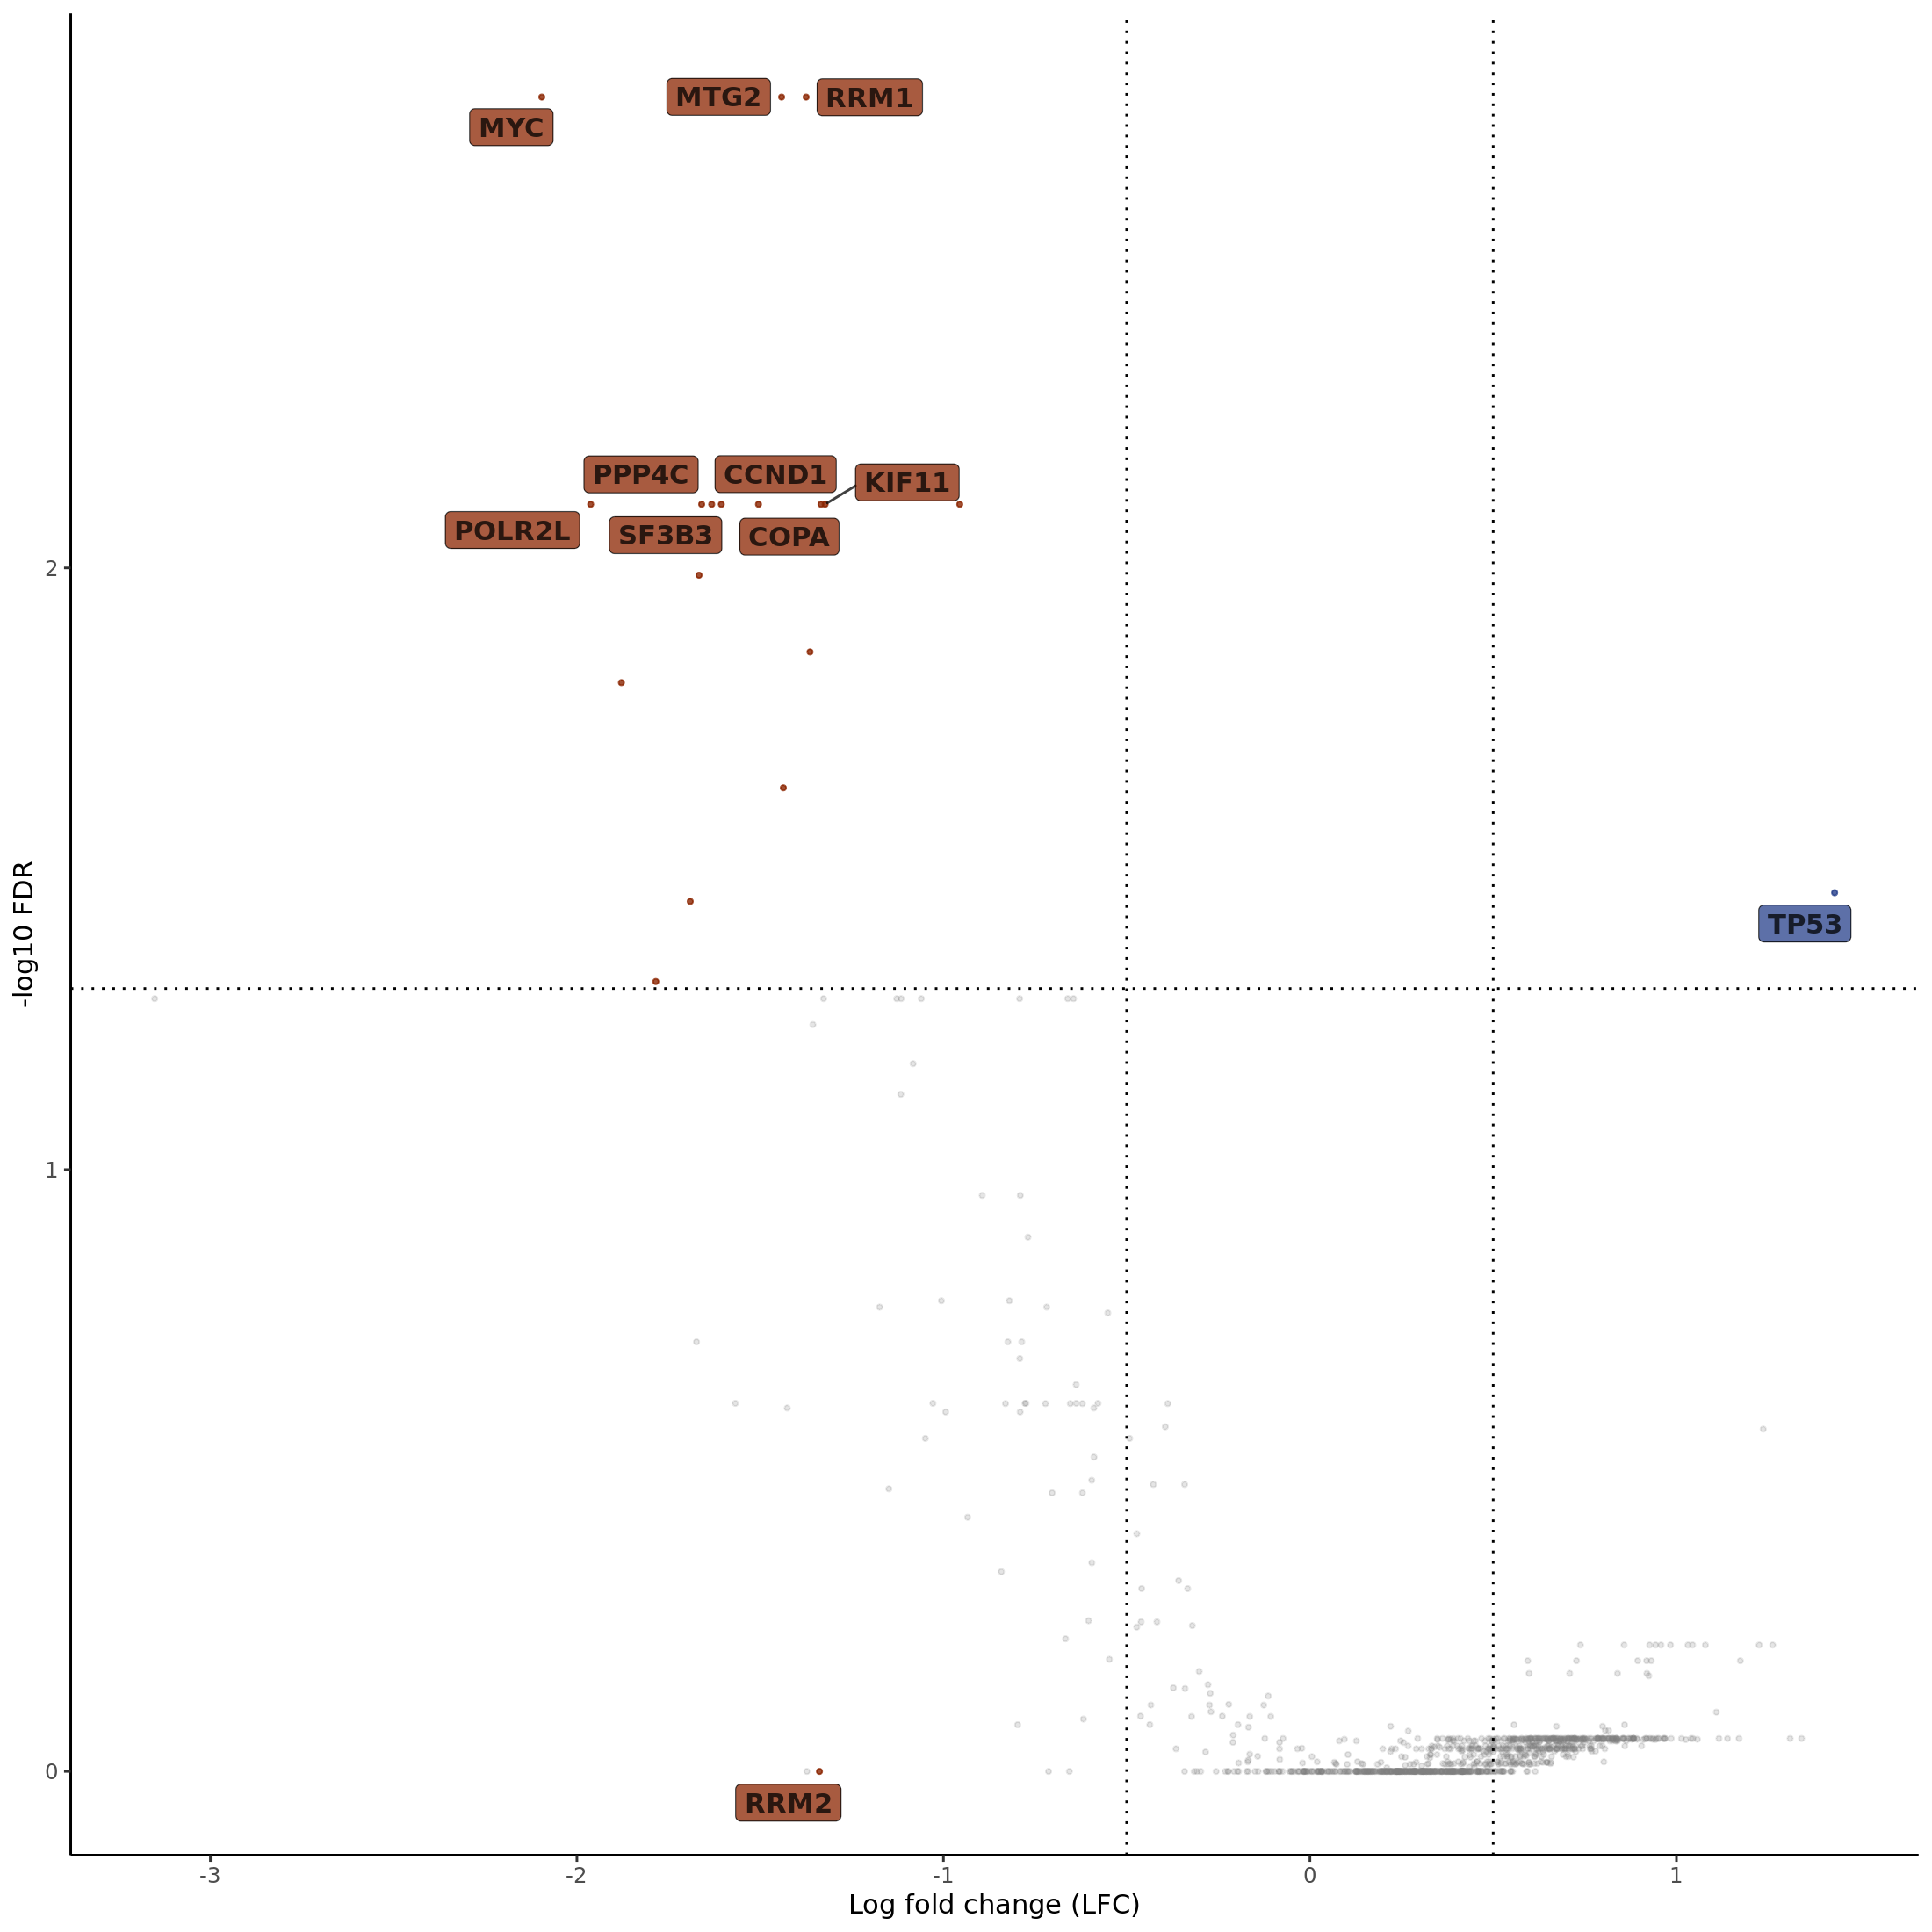 MTG2
RRM1
MYC
PPP4C
CCND1
KIF11
POLR2L
SF3B3
COPA
2
-log10 FDR
TP53
1
0
RRM2
-3
-2
-1
0
1
Log fold change (LFC)